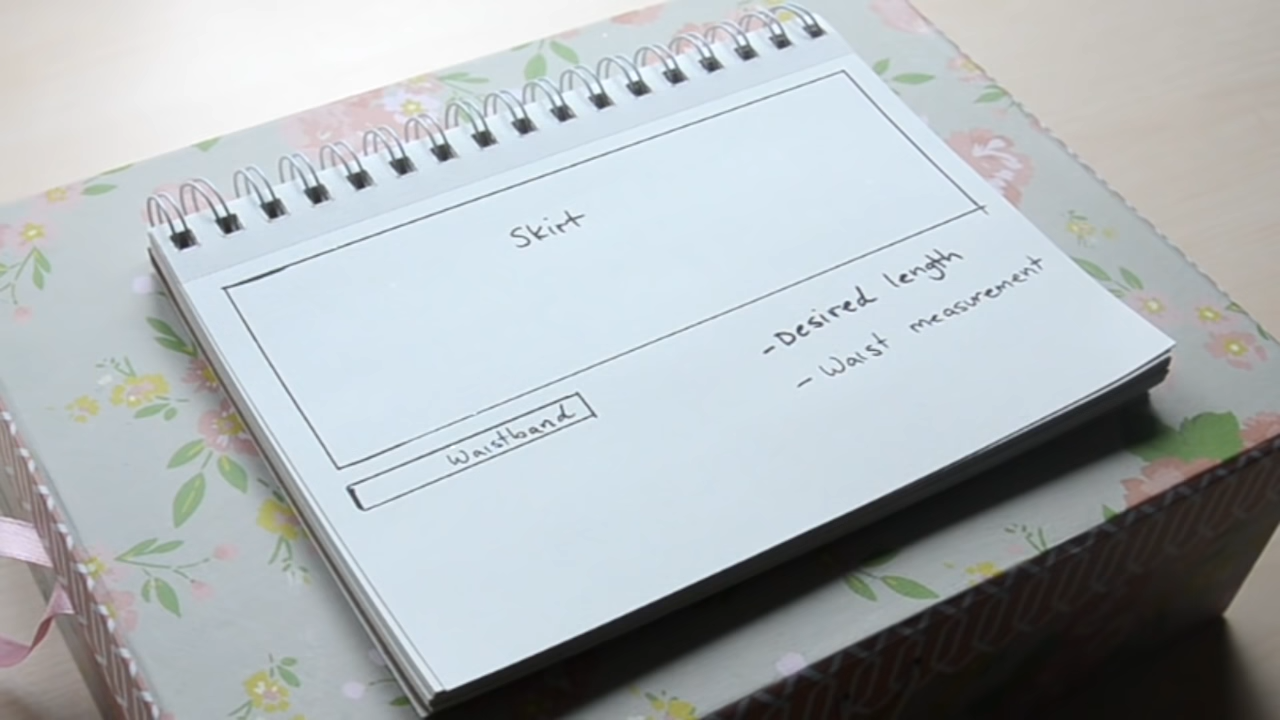 Skirt
- Desired length
- Waist measurement
Waistband